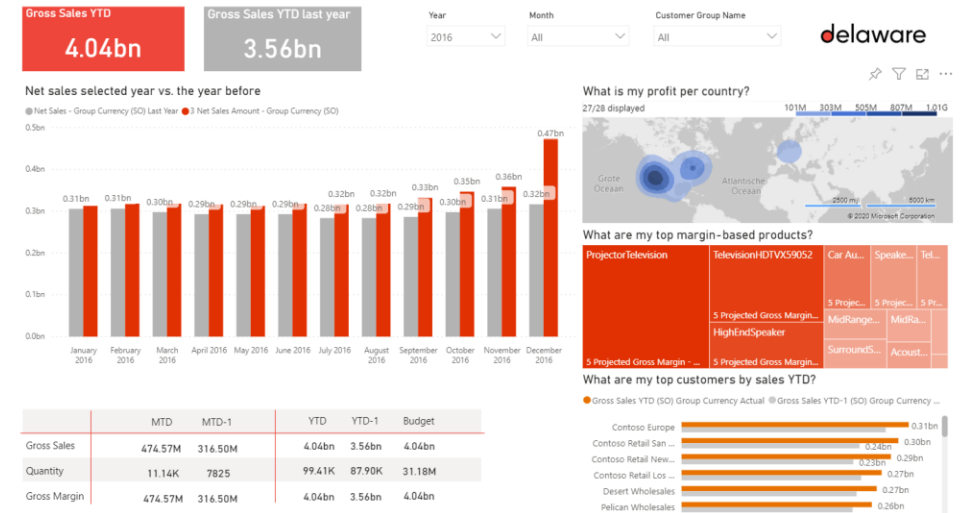 Gross Sales YTD
4.04bn
Gross Sales YTD last year
3.56bn
Year
2016
Month
All
Customer Group Name
All
delaware
Net sales selected year vs. the year before
Net Sales - Group Currency (SO) Last Year 3 Net Sales Amount - Group Currency (SO)
0.5bn
0.4bn
0.3bn
0.2bn
0.1bn
0.0bn
0.31bn
0.31bn
0.30bn
0.29bn
0.29bn
0.29bn
0.28bn
0.32bn
0.28bn
0.32bn
0.29bn
0.33bn
0.30bn
0.35bn
0.31bn
0.36bn
0.32bn
0.47bn
January 2016
February 2016
March 2016
April 2016
May 2016
June 2016
July 2016
August 2016
September 2016
October 2016
November 2016
December 2016
MTD MTD-1 YTD YTD-1 Budget
Gross Sales 474.57M 316.50M 4.04bn 3.56bn 4.04bn
Quantity 11.14K 7825 99.41K 87.90K 31.18M
Gross Margin 474.57M 316.50M 4.04bn 3.56bn 4.04bn
What is my profit per country?
27/28 displayed
101M 303M 505M 807M 1.01G
Grote Oceaan
Atlantische Oceaan
2500 mi
5000 km
© 2020 Microsoft Corporation
What are my top margin-based products?
ProjectorTelevision
5 Projected Gross Margin - ...
TelevisionHDTVX59052
5 Projected Gross Margin...
HighEndSpeaker
5 Projected Gross Margin...
Car Au...
5 Projec...
Speake...
5 Projec...
Tel...
5 Pr...
MidRange...
MidRa...
SurroundS...
Acoust...
What are my top customers by sales YTD?
Gross Sales YTD (SO) Group Currency Actual Gross Sales YTD-1 (SO) Group Currency ...
Contoso Europe 0.31bn
Contoso Retail San ... 0.30bn
0.24bn
Contoso Retail New... 0.29bn
0.23bn
Contoso Retail Los ... 0.27bn
Desert Wholesales 0.27bn
Pelican Wholesales 0.26bn